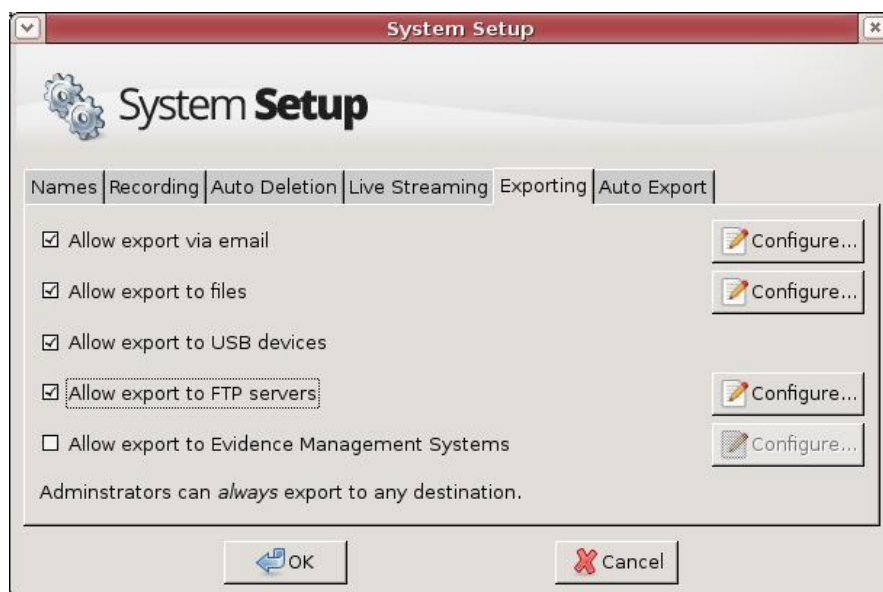 System Setup
System Setup
Names Recording Auto Deletion Live Streaming Exporting Auto Export
Allow export via email Configure...
Allow export to files Configure...
Allow export to USB devices
Allow export to FTP servers Configure...
Allow export to Evidence Management Systems Configure...
Adminstrators can always export to any destination.
OK Cancel